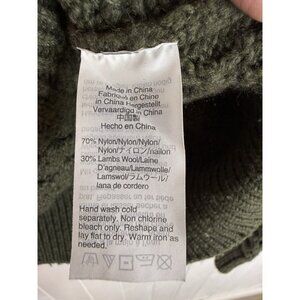 Made in China
Fabriqué en Chine
in China Hergestellt
Vervaardigd in China
中国製
Hecho en China
70% Nylon/Nylon/Nylon/
Nylon/ナイロン/nailon
30% Lambs Wool/Laine
D'agneau/Lammwolle/
Lamswol/ラムウール/
lana de cordero
Hand wash cold
separately. Non chlorine
bleach only. Reshape and
lay flat to dry. Warm iron as
needed.